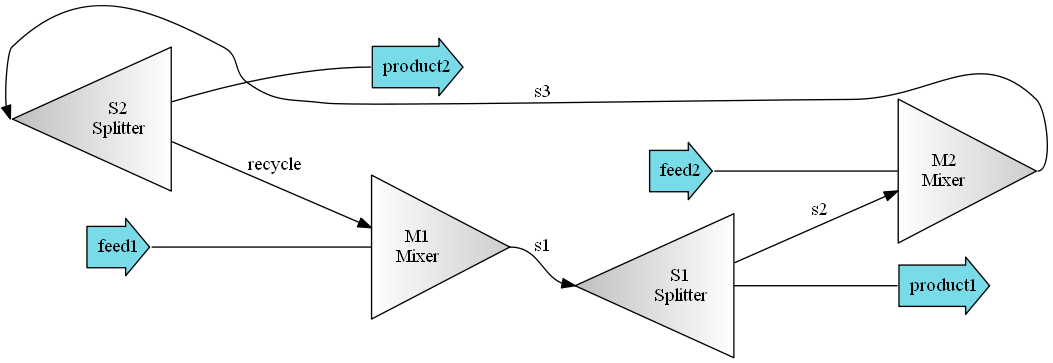 product2
s3
S2
Splitter
recycle
feed2
M2
Mixer
s2
feed1
M1
Mixer
s1
S1
Splitter
product1